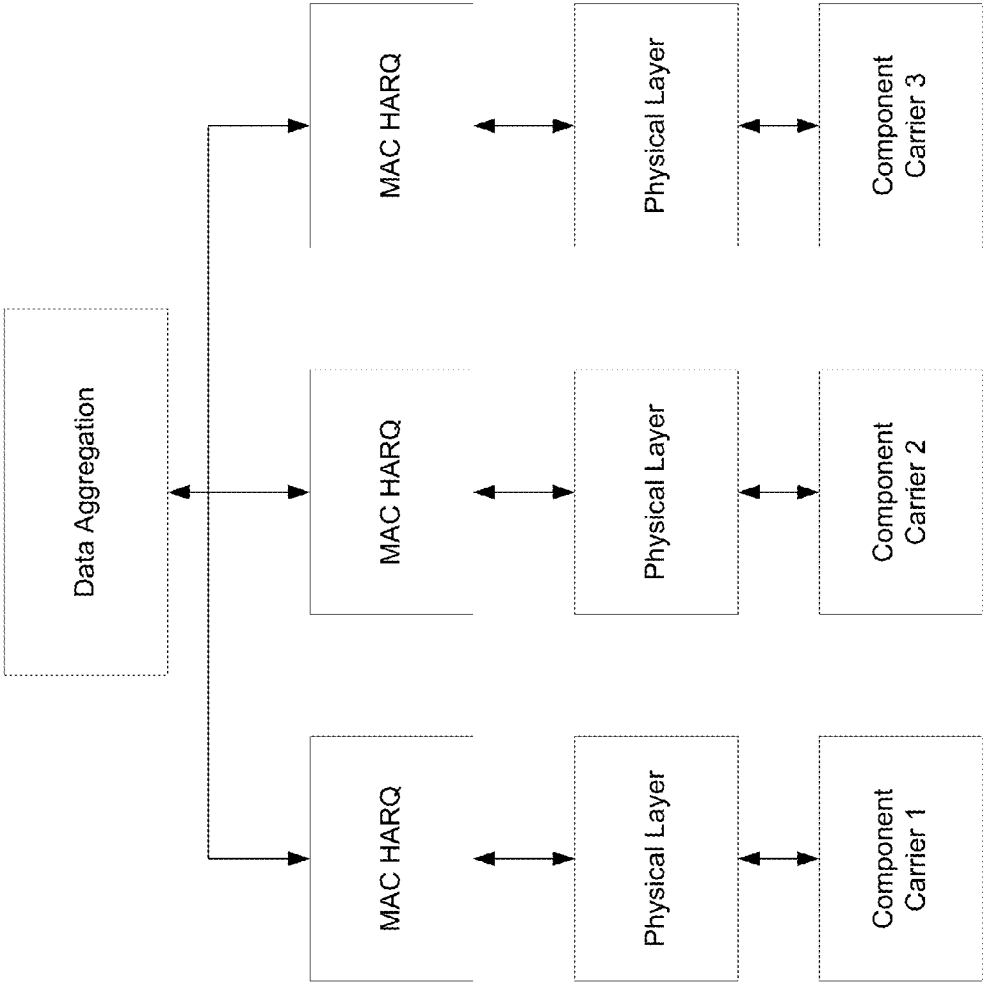 Data Aggregation
MAC HARQ
Physical Layer
Component
Carrier 1
MAC HARQ
Physical Layer
Component
Carrier 2
MAC HARQ
Physical Layer
Component
Carrier 3